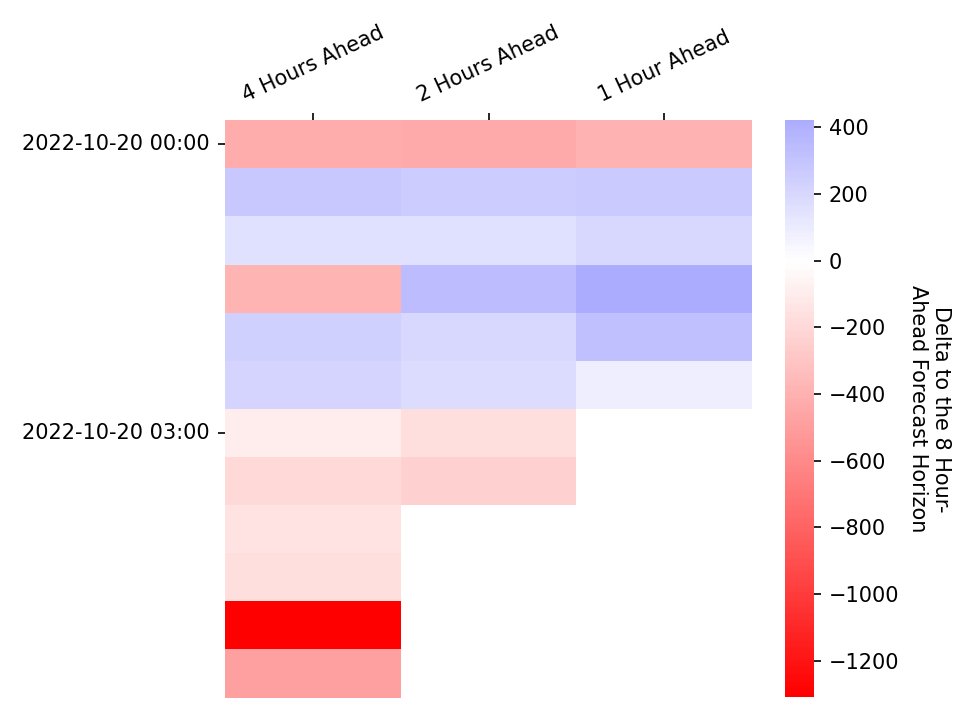 4 Hours Ahead
2 Hours Ahead
1 Hour Ahead
2022-10-20 00:00
2022-10-20 03:00
400
200
0
−200
−400
−600
−800
−1000
−1200
Delta to the 8 Hour-
Ahead Forecast Horizon